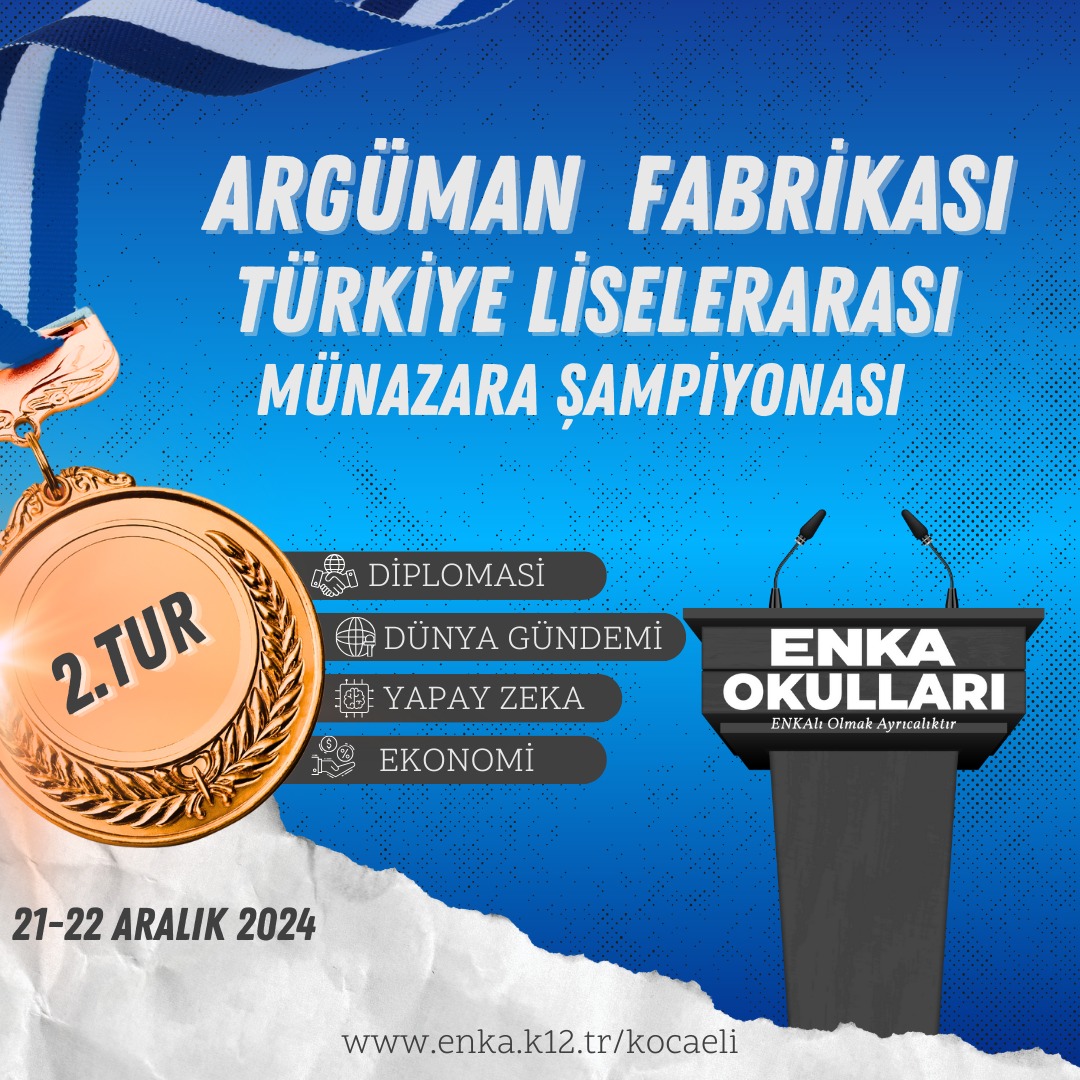 ARGÜMAN FABRİKASI
TÜRKİYE LİSELERARASI
MÜNAZARA ŞAMPİYONASI
2.TUR
DİPLOMASİ
DÜNYA GÜNDEMİ
YAPAY ZEKA
EKONOMİ
ENKA
OKULLARI
ENKAlı Olmak Ayrıcalıktır
21-22 ARALIK 2024
www.enka.k12.tr/kocaeli